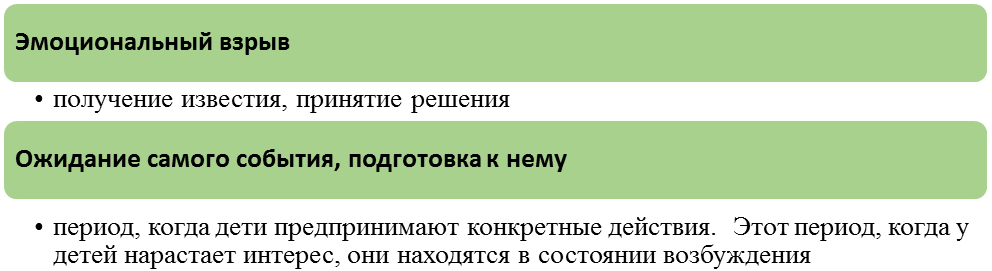 Эмоциональный взрыв
• получение известия, принятие решения
Ожидание самого события, подготовка к нему
• период, когда дети предпринимают конкретные действия.  Этот период, когда у
детей нарастает интерес, они находятся в состоянии возбуждения